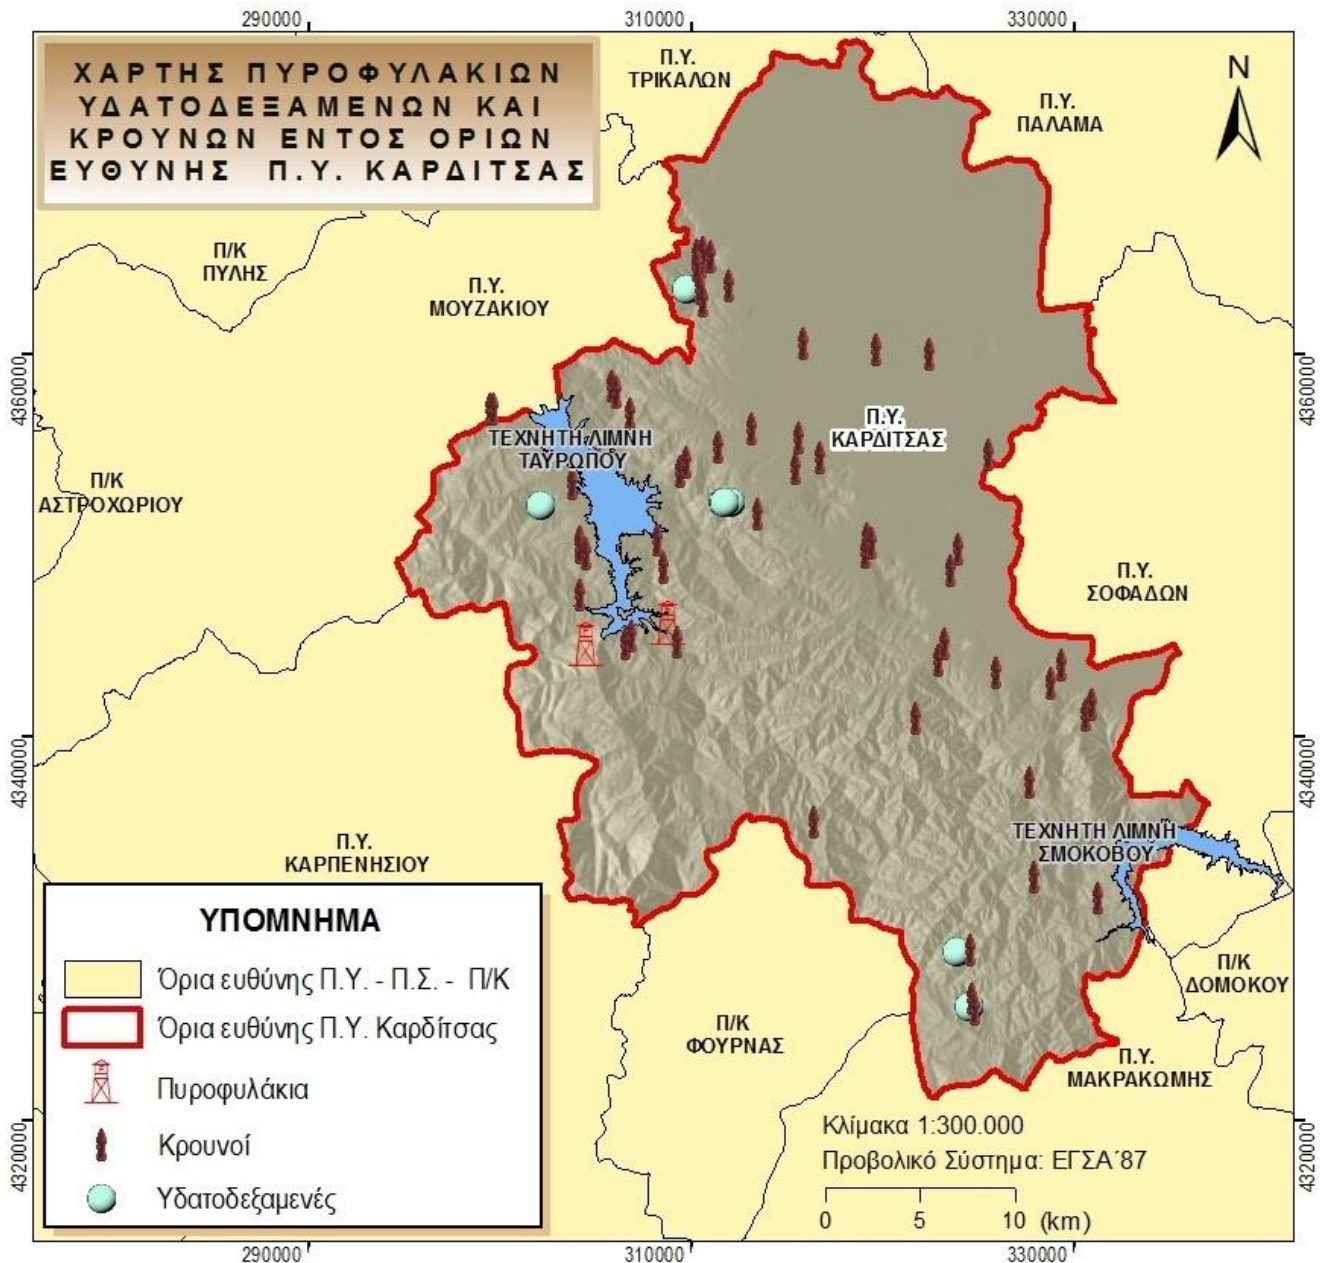 290000
310000
330000
ΧΑΡΤΗΣ ΠΥΡΟΦΥΛΑΚΙΩΝ
ΥΔΑΤΟΔΕΞΑΜΕΝΩΝ ΚΑΙ
ΚΡΟΥΝΩΝ ΕΝΤΟΣ ΟΡΙΩΝ
ΕΥΘΥΝΗΣ Π.Υ. ΚΑΡΔΙΤΣΑΣ
Π.Υ.
ΤΡΙΚΑΛΩΝ
Π.Υ.
ΠΑΛΑΜΑ
N
Π/Κ
ΠΥΛΗΣ
Π.Υ.
ΜΟΥΖΑΚΙΟΥ
4360000
4360000
Π.Υ.
ΚΑΡΔΙΤΣΑΣ
ΤΕΧΝΗΤΗ ΛΙΜΝΗ
ΤΑΥΡΩΠΟΥ
Π/Κ
ΑΣΤΡΟΧΩΡΙΟΥ
Π.Υ.
ΣΟΦΑΔΩΝ
4340000
4340000
ΤΕΧΝΗΤΗ ΛΙΜΝΗ
ΣΜΟΚΟΒΟΥ
Π.Υ.
ΚΑΡΠΕΝΗΣΙΟΥ
Π/Κ
ΔΟΜΟΚΟΥ
Π/Κ
ΦΟΥΡΝΑΣ
Π.Υ.
ΜΑΚΡΑΚΩΜΗΣ
ΥΠΟΜΝΗΜΑ
Όρια ευθύνης Π.Υ. - Π.Σ. - Π/Κ
Όρια ευθύνης Π.Υ. Καρδίτσας
Πυροφυλάκια
Κρουνοί
Υδατοδεξαμενές
4320000
4320000
Κλίμακα 1:300.000
Προβολικό Σύστημα: ΕΓΣΑ΄87
0 5 10 (km)
290000
310000
330000